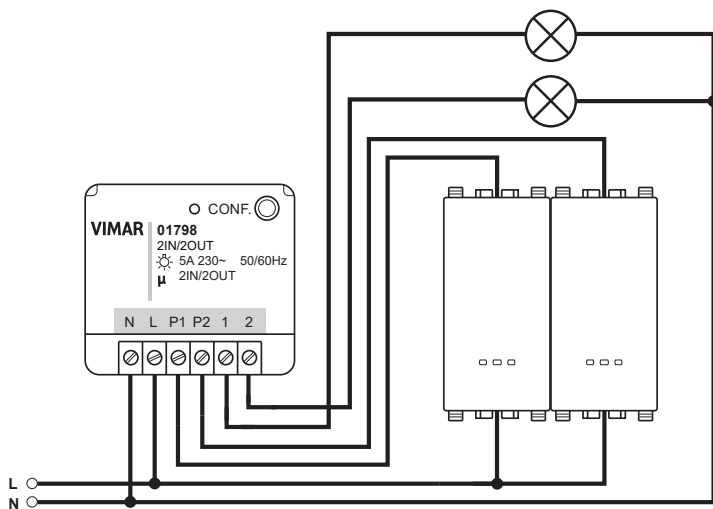 CONF.
VIMAR 01798
2IN/2OUT
5A 230~ 50/60Hz
µ 2IN/2OUT
N L P1 P2 1 2
L
N